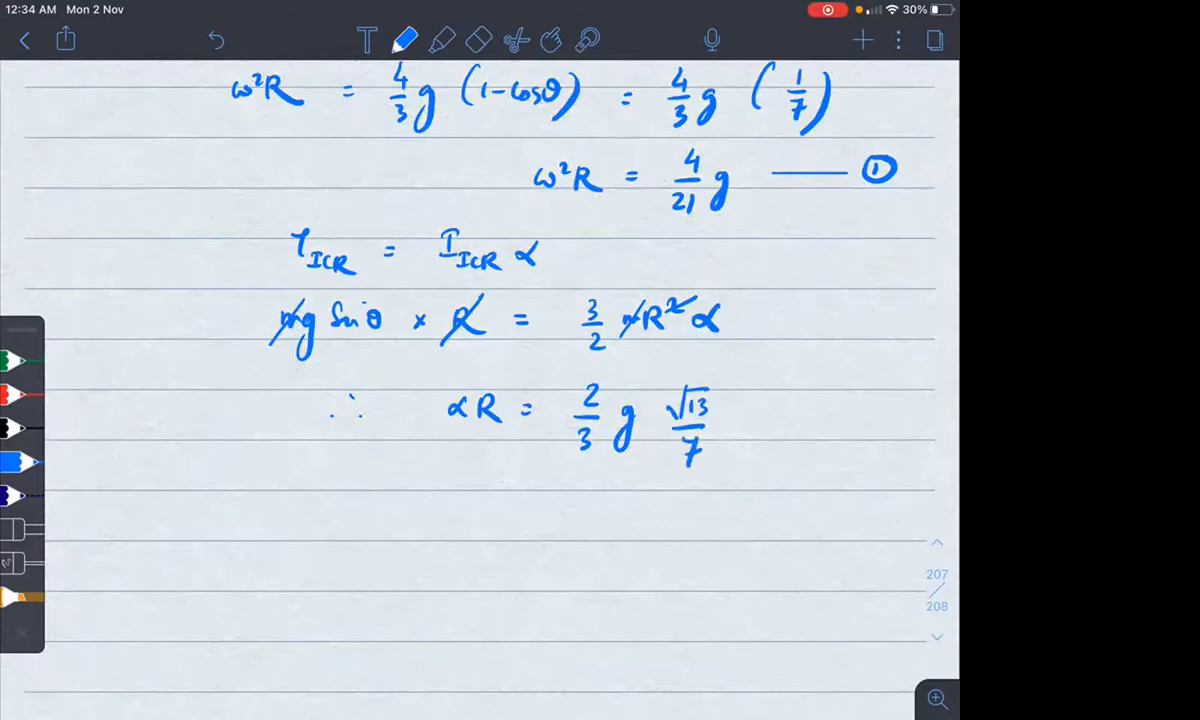 12:34 AM Mon 2 Nov 30%
T
ω²R = 4/3 g (1-cosθ) = 4/3 g (1/7)
ω²R = 4/21 g —— ①
τ_ICR = I_ICR α
mg sinθ × R = 3/2 mR² α
∴ αR = 2/3 g √13/7
207
/
208